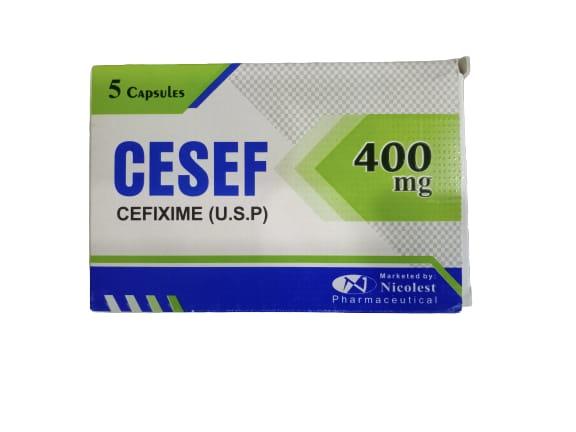 5 Capsules
CESEF
CEFIXIME (U.S.P)
400
mg
Marketed by:
Nicolest
Pharmaceutical